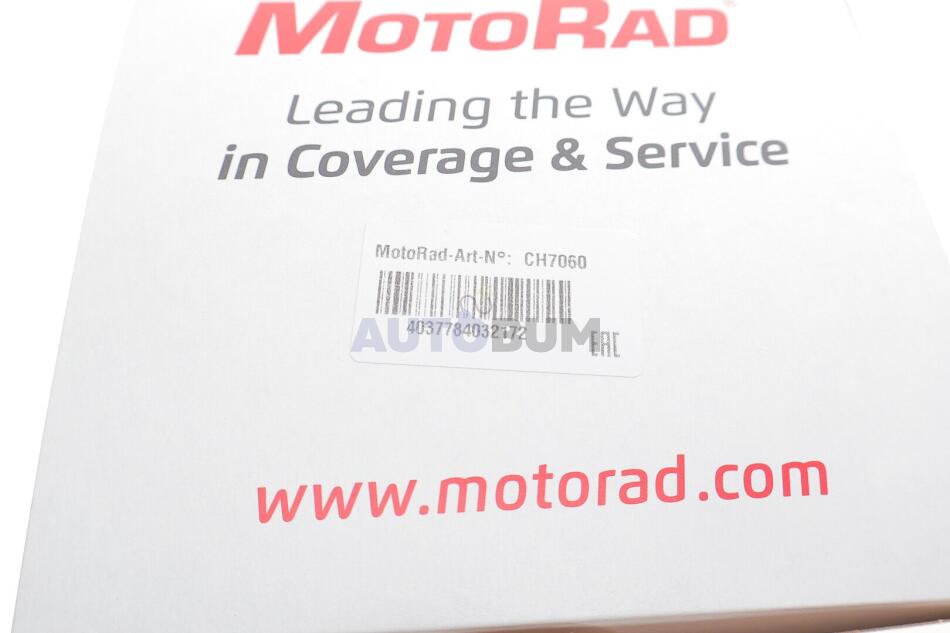 MOTORAD®
Leading the Way
in Coverage & Service
MotoRad-Art-N°: CH7060
4037784032172
AUTOBUM
EAC
www.motorad.com